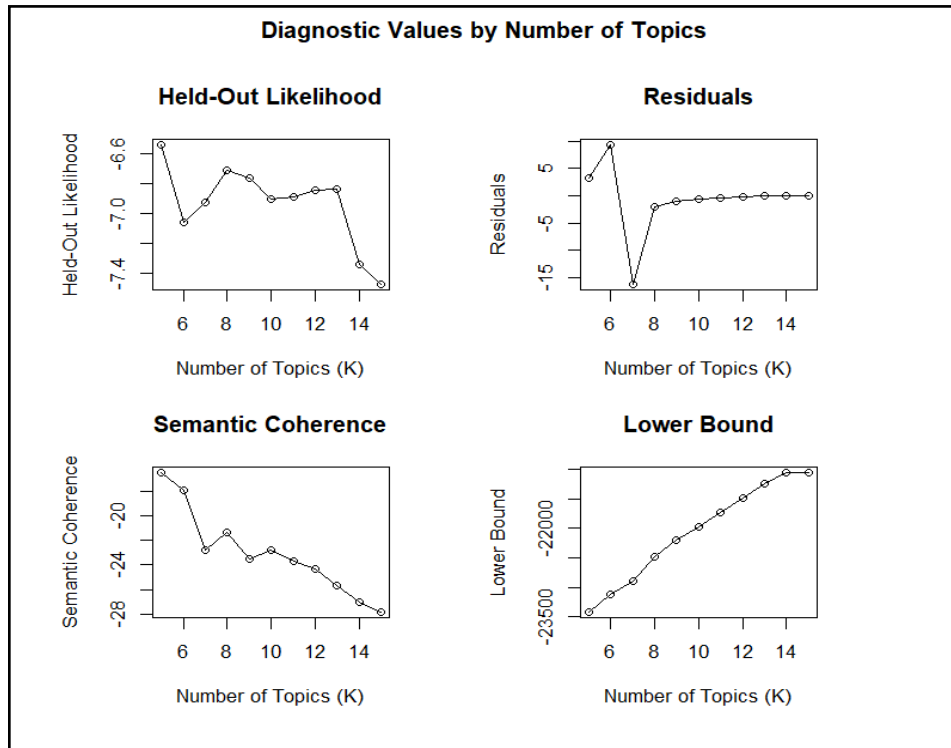 Diagnostic Values by Number of Topics
Held-Out Likelihood
Held-Out Likelihood
-6.6
-7.0
-7.4
6 8 10 12 14
Number of Topics (K)
Residuals
Residuals
5
-5
-15
6 8 10 12 14
Number of Topics (K)
Semantic Coherence
Semantic Coherence
-20
-24
-28
6 8 10 12 14
Number of Topics (K)
Lower Bound
Lower Bound
-22000
-23500
6 8 10 12 14
Number of Topics (K)